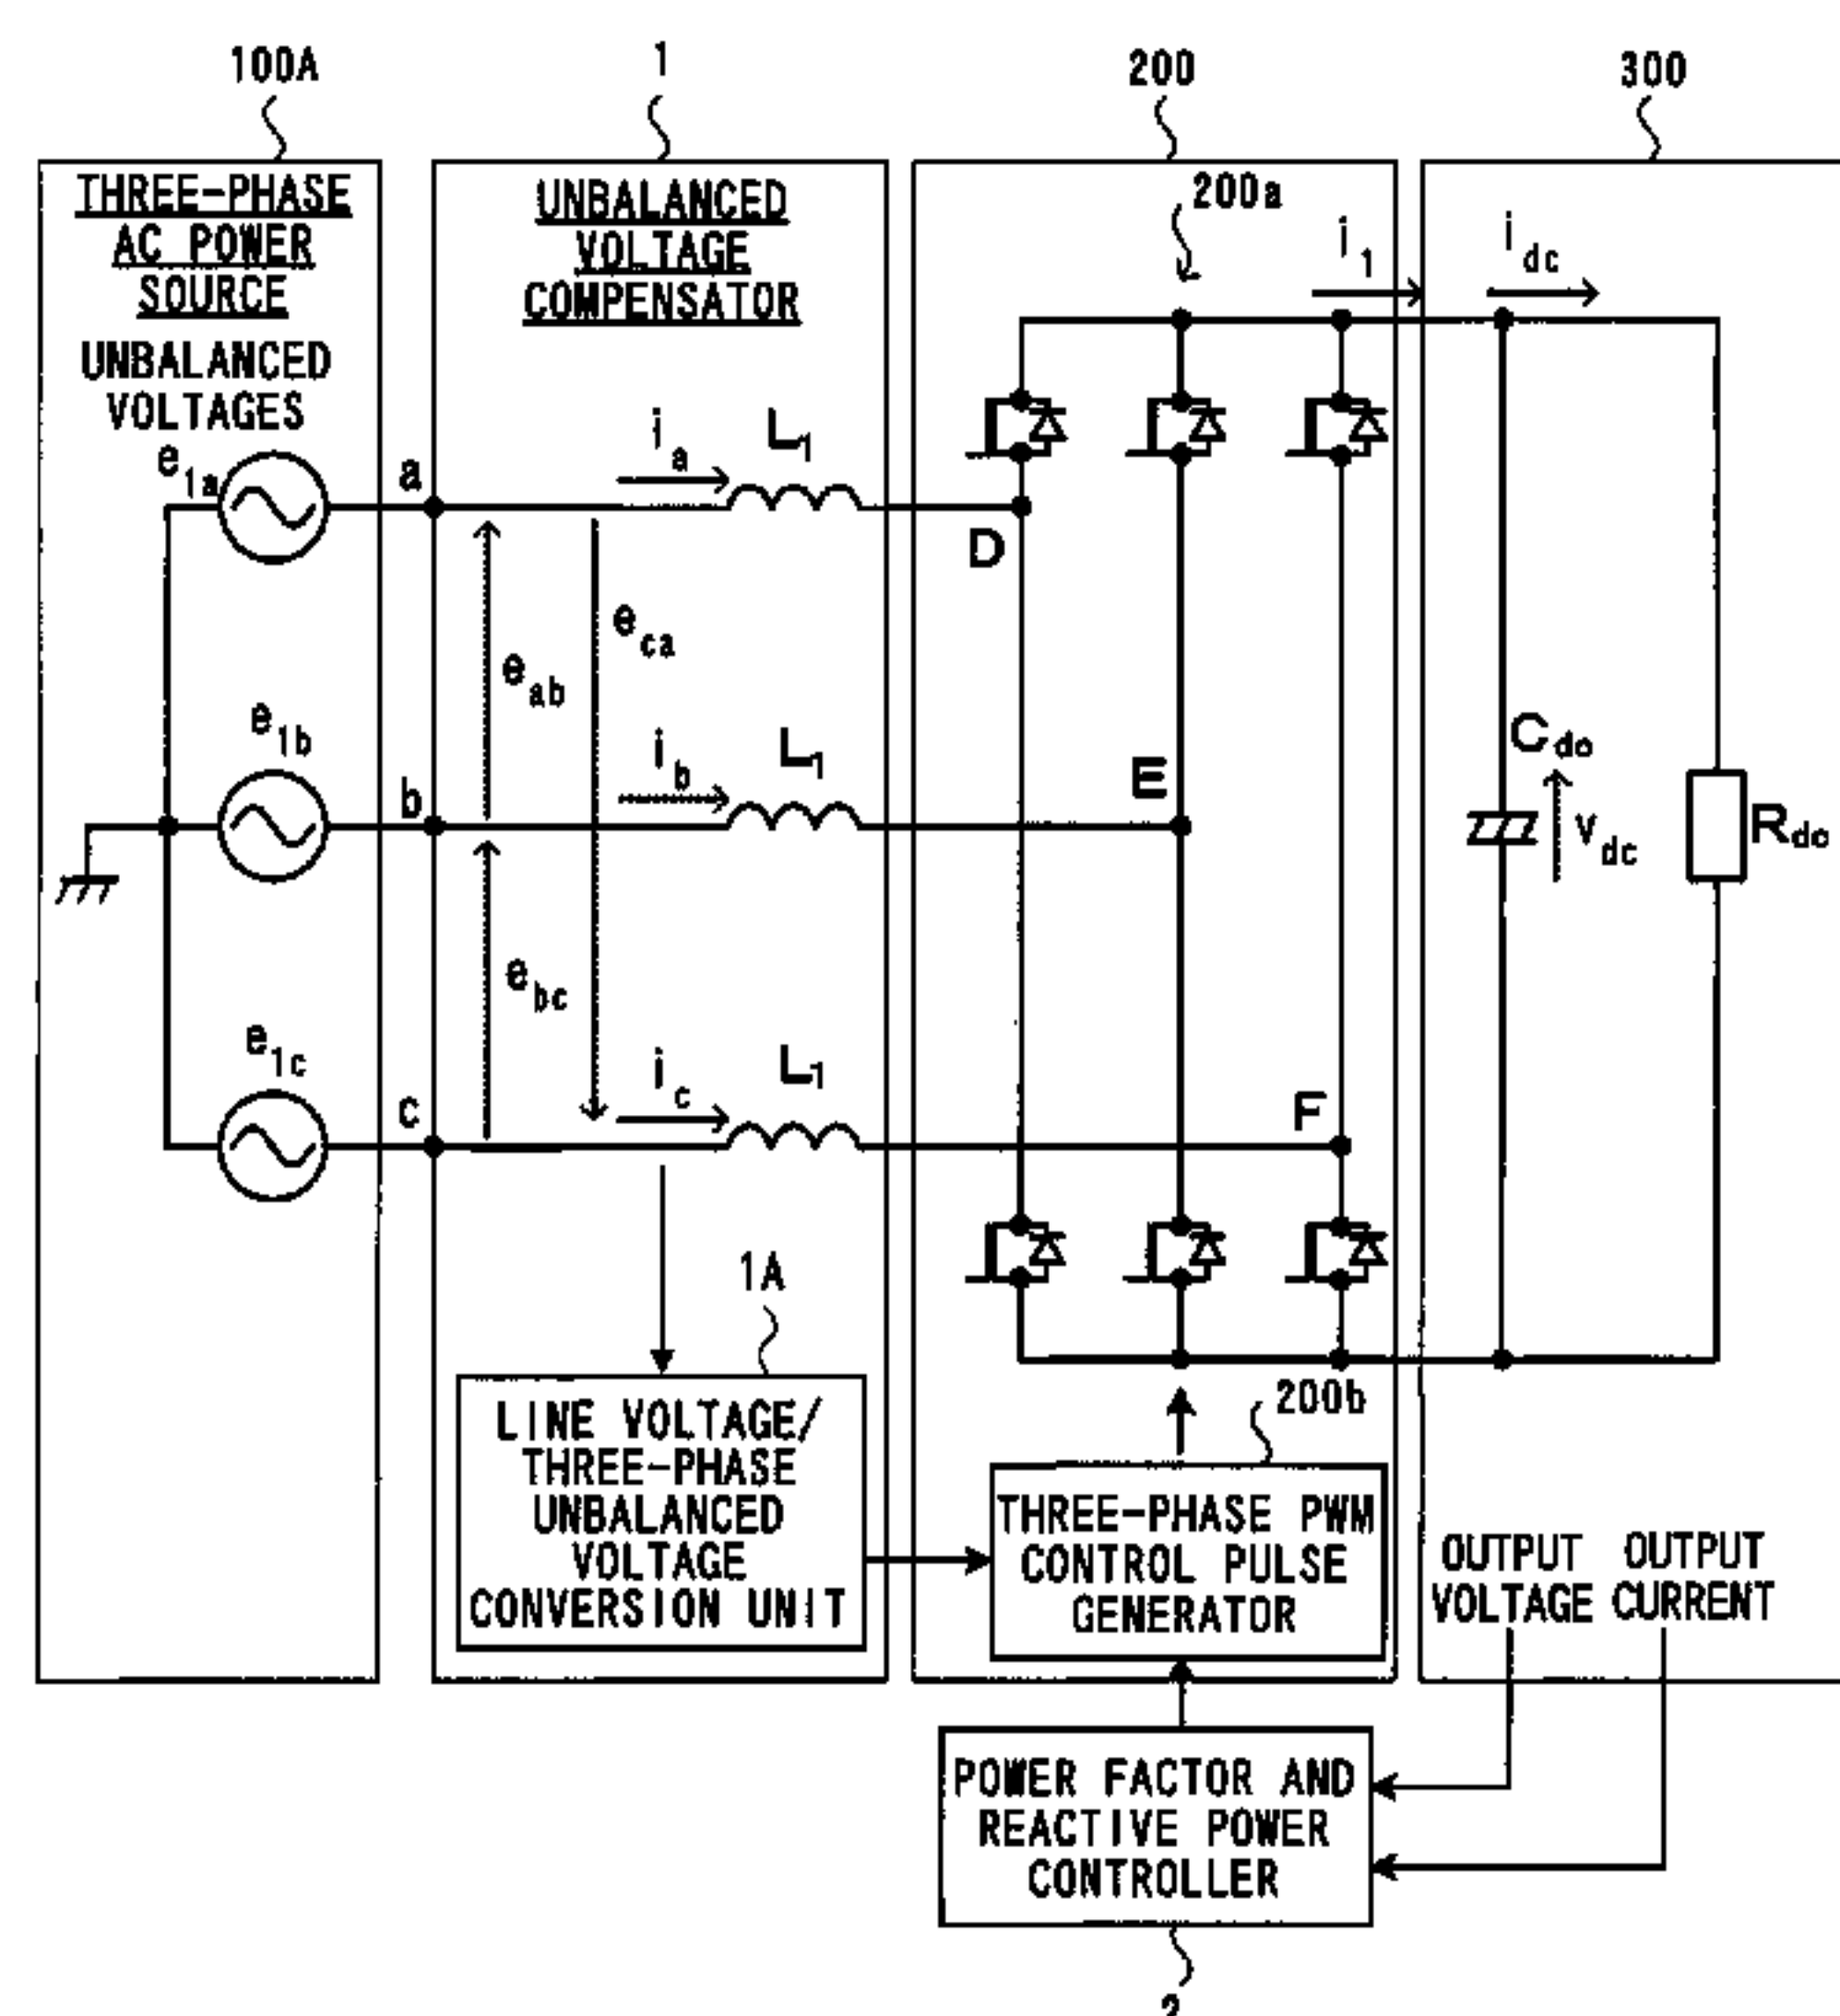 100A
1
200
300
THREE-PHASE
AC POWER
SOURCE
UNBALANCED
VOLTAGES
UNBALANCED
VOLTAGE
COMPENSATOR
200a
i1
idc
e1a
a
ia
L1
D
eca
eab
e1b
b
ib
L1
E
Cdc
vdc
Rdc
ebc
e1c
c
ic
L1
F
1A
LINE VOLTAGE/
THREE-PHASE
UNBALANCED
VOLTAGE
CONVERSION UNIT
200b
THREE-PHASE PWM
CONTROL PULSE
GENERATOR
OUTPUT
VOLTAGE
OUTPUT
CURRENT
POWER FACTOR AND
REACTIVE POWER
CONTROLLER
2